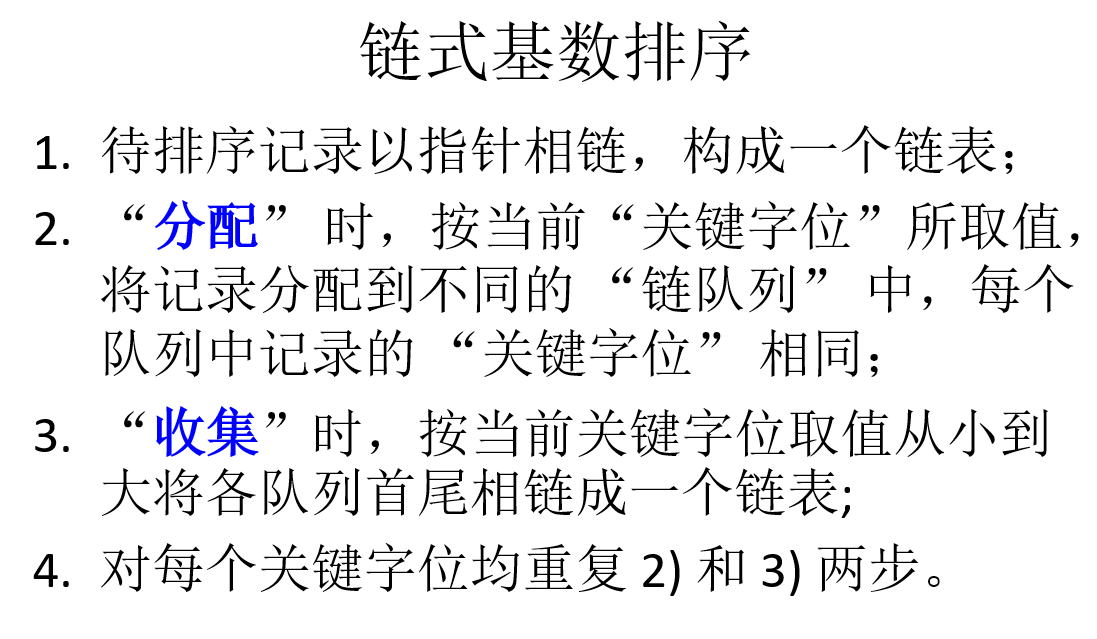 链式基数排序
1. 待排序记录以指针相链，构成一个链表；
2. “分配” 时，按当前“关键字位”所取值，
将记录分配到不同的 “链队列” 中，每个
队列中记录的 “关键字位” 相同；
3. “收集”时，按当前关键字位取值从小到
大将各队列首尾相链成一个链表;
4. 对每个关键字位均重复 2) 和 3) 两步。